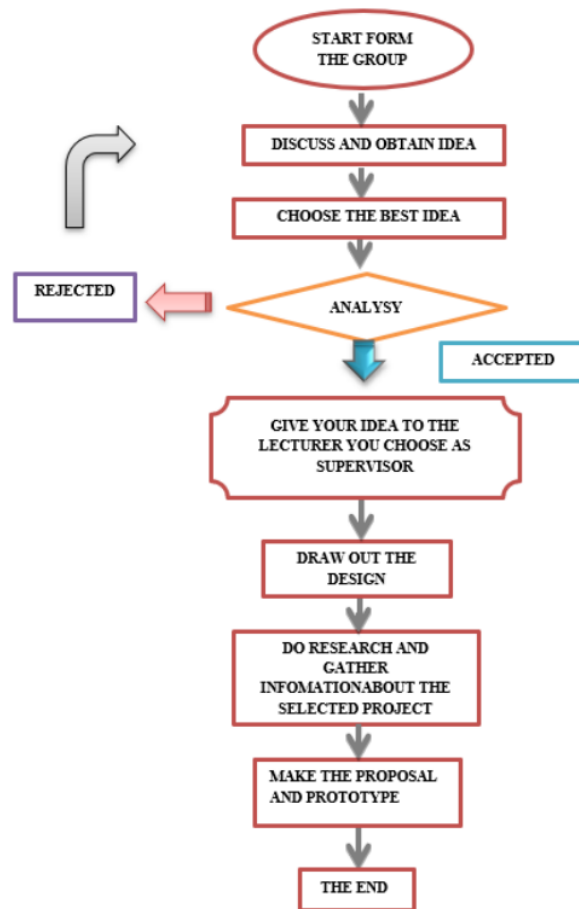 START FORM
THE GROUP
DISCUSS AND OBTAIN IDEA
CHOOSE THE BEST IDEA
REJECTED
ANALYSY
ACCEPTED
GIVE YOUR IDEA TO THE
LECTURER YOU CHOOSE AS
SUPERVISOR
DRAW OUT THE
DESIGN
DO RESEARCH AND
GATHER
INFOMATIONABOUT THE
SELECTED PROJECT
MAKE THE PROPOSAL
AND PROTOTYPE
THE END